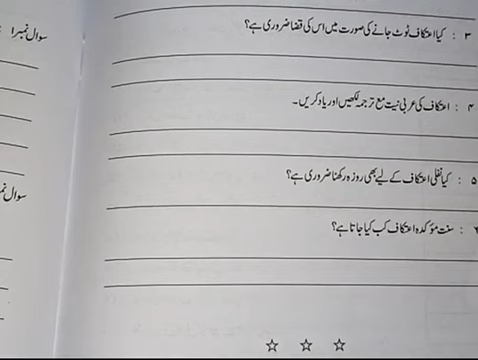 ۳ : کیا اعتکاف ٹوٹ جانے کی صورت میں اس کی قضا ضروری ہے؟
سوال نمبر ۱ :
۴ : اعتکاف کی عربی نیت مع ترجمہ لکھیں اور یاد کریں۔
۵ : کیا نفلی اعتکاف کے لیے بھی روزہ رکھنا ضروری ہے؟
سوال نم
: سنت مؤکدہ اعتکاف کب کیا جاتا ہے؟